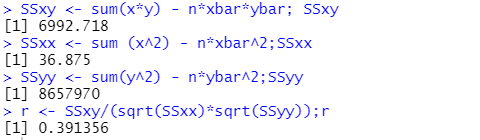 > SSxy <- sum(x*y) - n*xbar*ybar; SSxy
[1] 6992.718
> SSxx <- sum (x^2) - n*xbar^2;SSxx
[1] 36.875
> SSyy <- sum(y^2) - n*ybar^2;SSyy
[1] 8657970
> r <- SSxy/(sqrt(SSxx)*sqrt(SSyy));r
[1] 0.391356